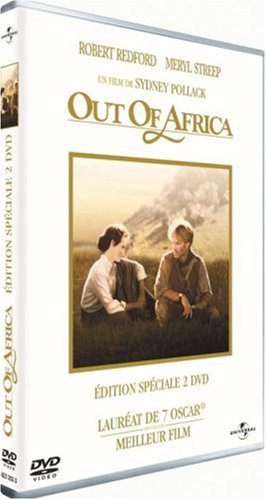 ROBERT REDFORD MERYL STREEP
UN FILM DE SYDNEY POLLACK
OUT OF AFRICA
ÉDITION SPÉCIALE 2 DVD
LAURÉAT DE 7 OSCAR®
MEILLEUR FILM
UNIVERSAL
OUT OF AFRICA ÉDITION SPÉCIALE 2 DVD
DVD
VIDEO